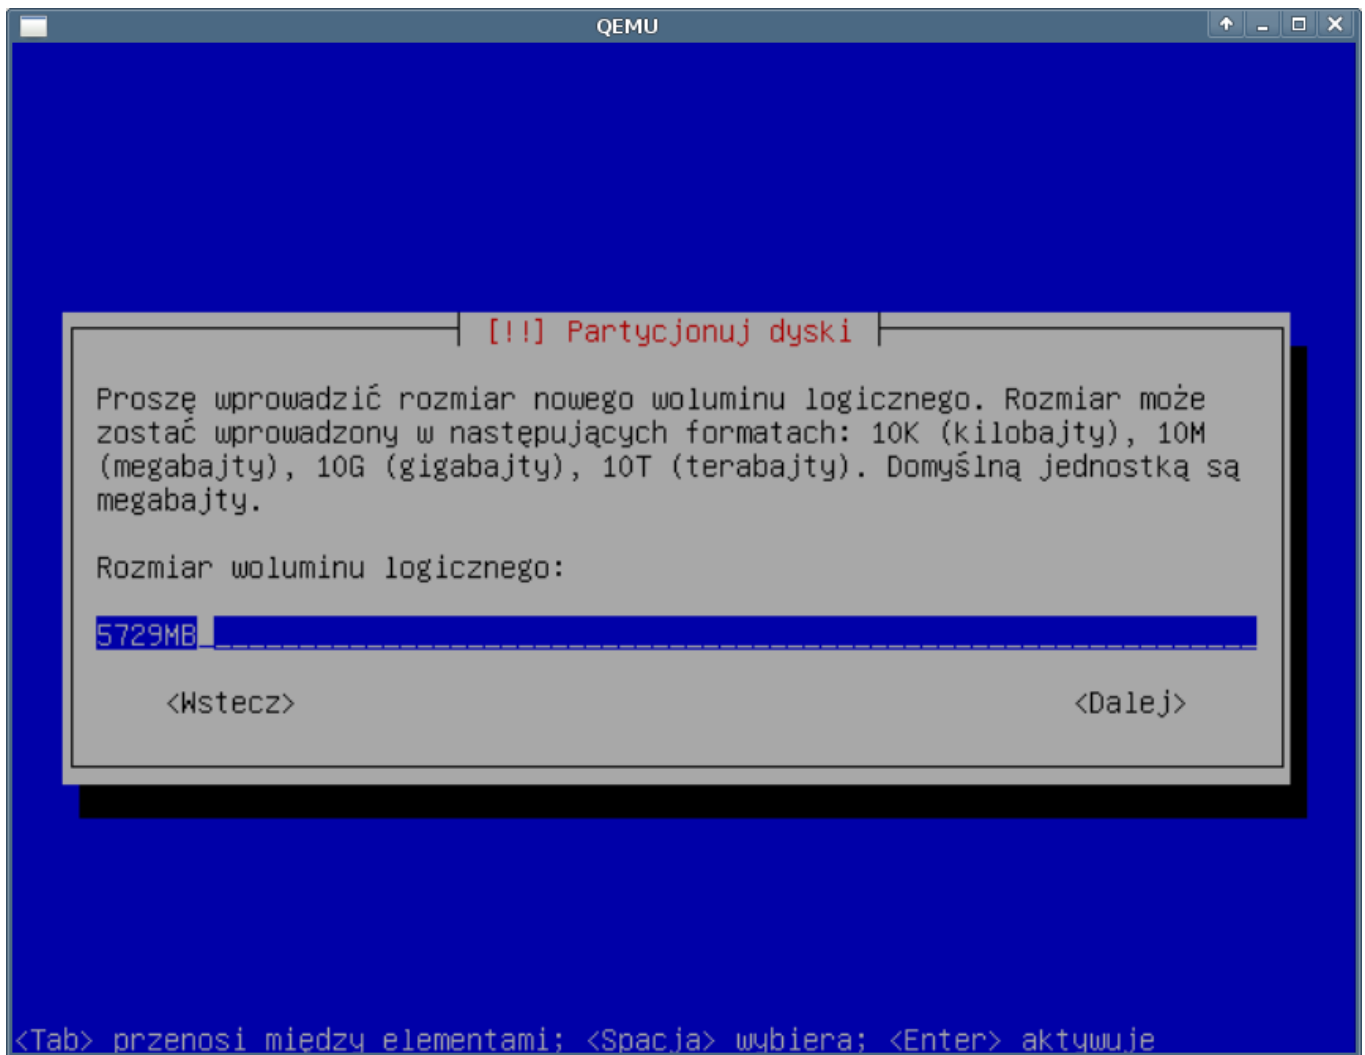 QEMU
[!!] Partycjonuj dyski
Proszę wprowadzić rozmiar nowego woluminu logicznego. Rozmiar może
zostać wprowadzony w następujących formatach: 10K (kilobajty), 10M
(megabajty), 10G (gigabajty), 10T (terabajty). Domyślną jednostką są
megabajty.
Rozmiar woluminu logicznego:
5729MB
<Wstecz> <Dalej>
<Tab> przenosi między elementami; <Spacja> wybiera; <Enter> aktywuje